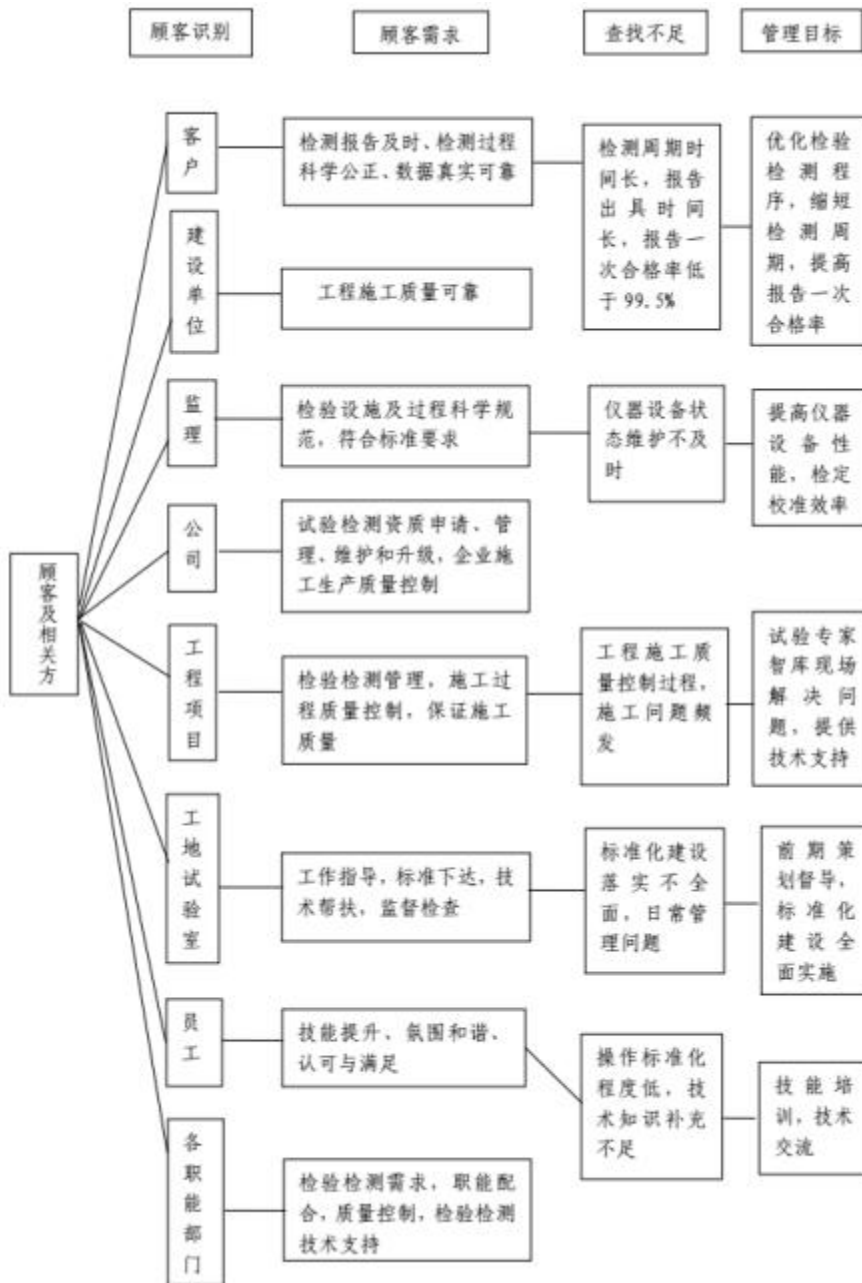 顾客识别
顾客需求
查找不足
管理目标
顾客及相关方
客户
检测报告及时、检测过程
科学公正、数据真实可靠
检测周期时
间长，报告
出具时间
长，报告一
次合格率低
于 99.5%
优化检验
检测程
序，缩短
检测周
期，提高
报告一次
合格率
建设单位
工程施工质量可靠
监理
检验设施及过程科学规
范，符合标准要求
仪器设备状
态维护不及
时
提高仪器
设备性
能，检定
校准效率
公司
试验检测资质申请、管
理、维护和升级，企业施
工生产质量控制
工程项目
检验检测管理，施工过
程质量控制，保证施工
质量
工程施工质
量控制过程，
施工问题频
发
试验专家
智库现场
解决问
题，提供
技术支持
工地试验室
工作指导，标准下达，技
术帮扶，监督检查
标准化建设
落实不全
面，日常管
理问题
前期策
划督导，
标准化
建设全
面实施
员工
技能提升、氛围和谐、
认可与满足
操作标准化
程度低，技
术知识补充
不足
技能培
训，技术
交流
各职能部门
检验检测需求，职能配
合，质量控制，检验检测
技术支持